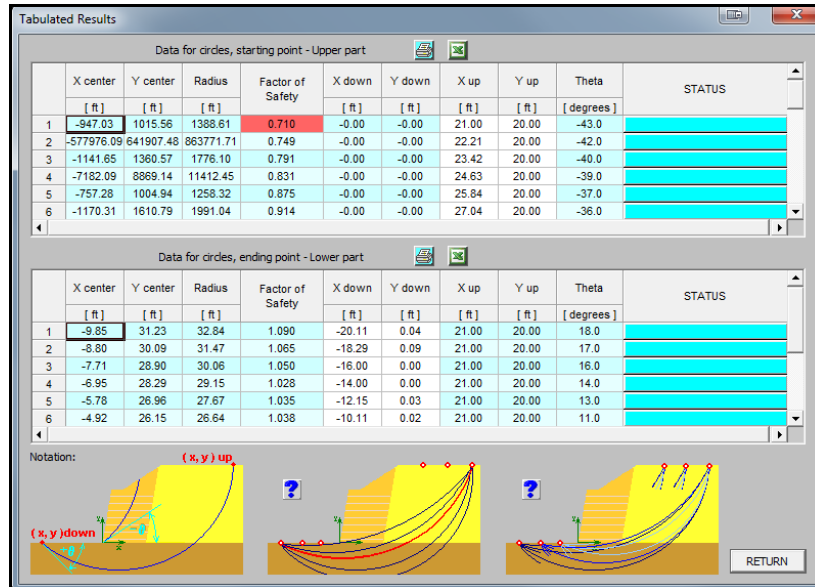 Tabulated Results
Data for circles, starting point - Upper part
X center Y center Radius Factor of Safety X down Y down X up Y up Theta STATUS
[ ft ] [ ft ] [ ft ] [ ft ] [ ft ] [ ft ] [ ft ] [ degrees ]
1 -947.03 1015.56 1388.61 0.710 -0.00 -0.00 21.00 20.00 -43.0
2 -577976.09 641907.48 863771.71 0.749 -0.00 -0.00 22.21 20.00 -42.0
3 -1141.65 1360.57 1776.10 0.791 -0.00 -0.00 23.42 20.00 -40.0
4 -7182.09 8869.14 11412.45 0.831 -0.00 -0.00 24.63 20.00 -39.0
5 -757.28 1004.94 1258.32 0.875 -0.00 -0.00 25.84 20.00 -37.0
6 -1170.31 1610.79 1991.04 0.914 -0.00 -0.00 27.04 20.00 -36.0
Data for circles, ending point - Lower part
X center Y center Radius Factor of Safety X down Y down X up Y up Theta STATUS
[ ft ] [ ft ] [ ft ] [ ft ] [ ft ] [ ft ] [ ft ] [ degrees ]
1 -9.85 31.23 32.84 1.090 -20.11 0.04 21.00 20.00 18.0
2 -8.80 30.09 31.47 1.065 -18.29 0.09 21.00 20.00 17.0
3 -7.71 28.90 30.06 1.050 -16.00 0.00 21.00 20.00 16.0
4 -6.95 28.29 29.15 1.028 -14.00 0.00 21.00 20.00 14.0
5 -5.78 26.96 27.67 1.035 -12.15 0.03 21.00 20.00 13.0
6 -4.92 26.15 26.64 1.038 -10.11 0.02 21.00 20.00 11.0
Notation:
( x, y ) up
? ?
( x, y )down
RETURN